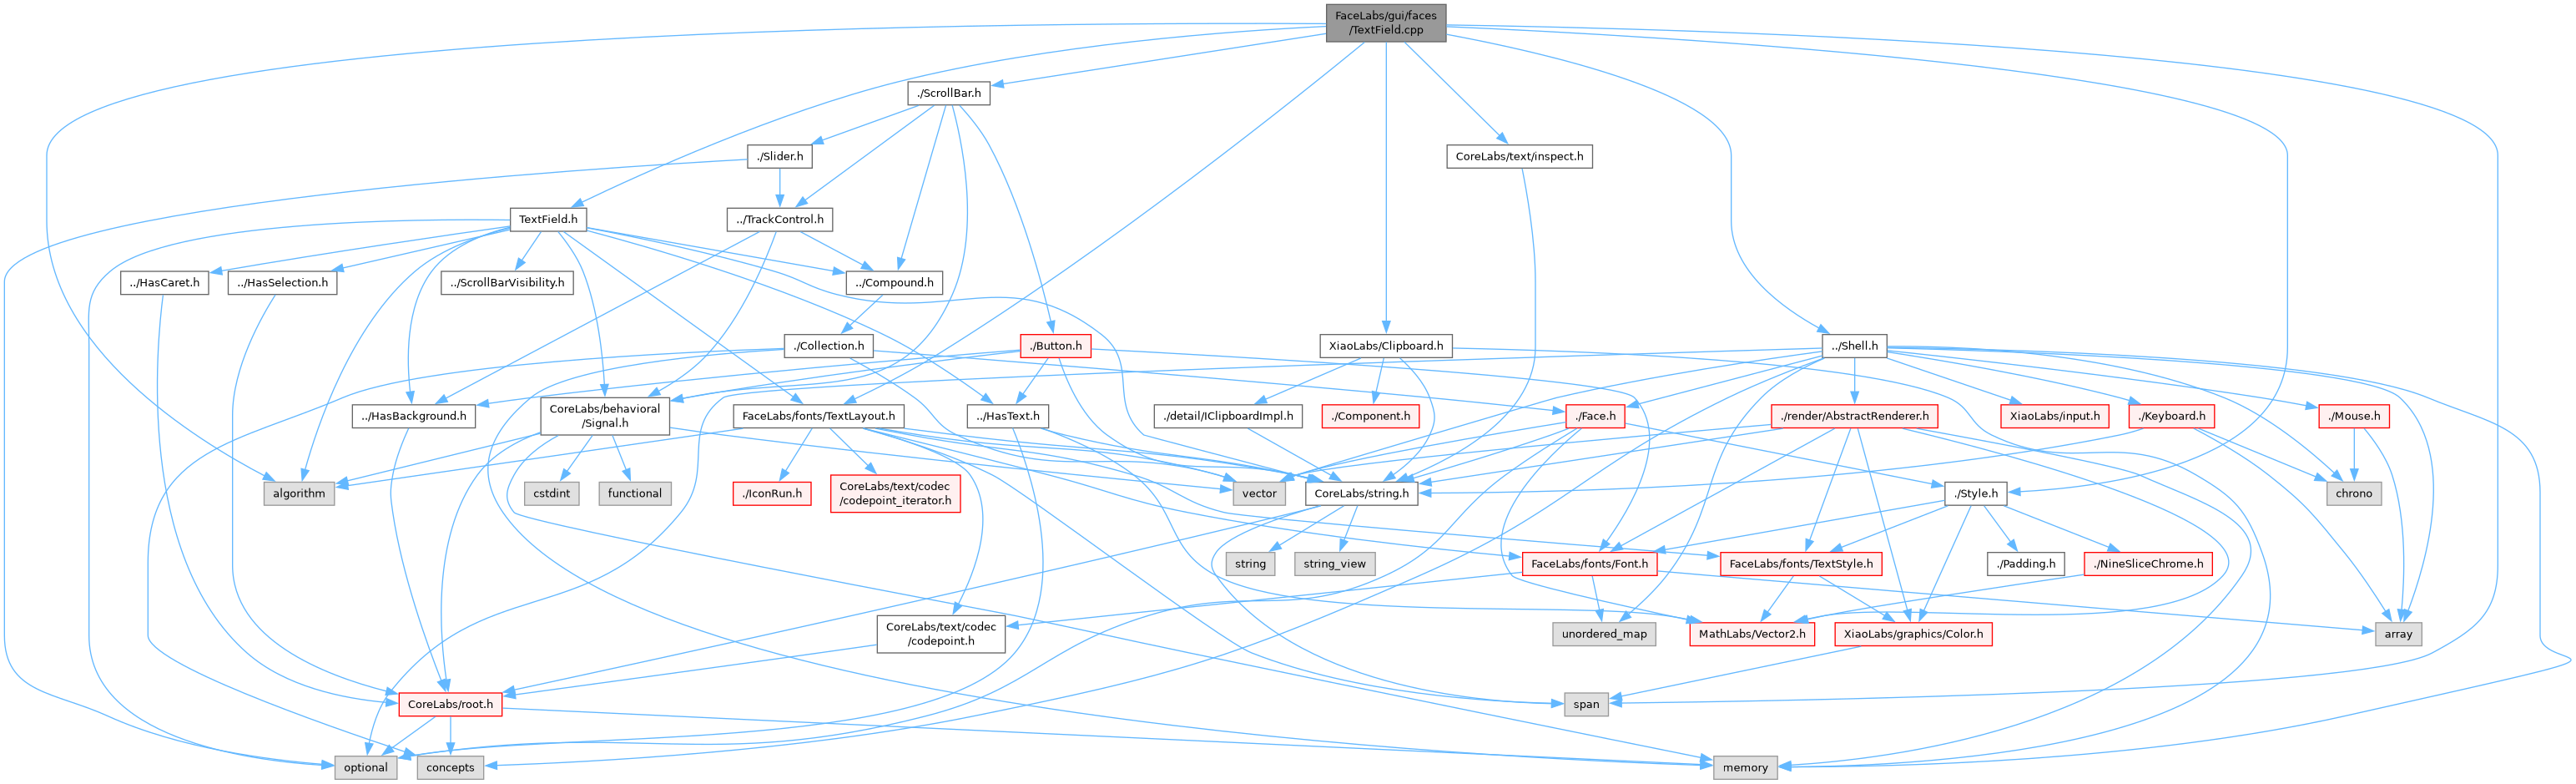 FaceLabs/gui/faces
/TextField.cpp
./ScrollBar.h
./Slider.h
CoreLabs/text/inspect.h
TextField.h
../TrackControl.h
../HasCaret.h
../HasSelection.h
../ScrollBarVisibility.h
../Compound.h
./Collection.h
./Button.h
XiaoLabs/Clipboard.h
../Shell.h
../HasBackground.h
CoreLabs/behavioral
/Signal.h
FaceLabs/fonts/TextLayout.h
../HasText.h
./detail/IClipboardImpl.h
./Component.h
./Face.h
./render/AbstractRenderer.h
XiaoLabs/input.h
./Keyboard.h
./Mouse.h
algorithm
cstdint
functional
./IconRun.h
CoreLabs/text/codec
/codepoint_iterator.h
vector
CoreLabs/string.h
./Style.h
chrono
string
string_view
FaceLabs/fonts/Font.h
FaceLabs/fonts/TextStyle.h
./Padding.h
./NineSliceChrome.h
CoreLabs/text/codec
/codepoint.h
unordered_map
MathLabs/Vector2.h
XiaoLabs/graphics/Color.h
array
CoreLabs/root.h
span
optional
concepts
memory